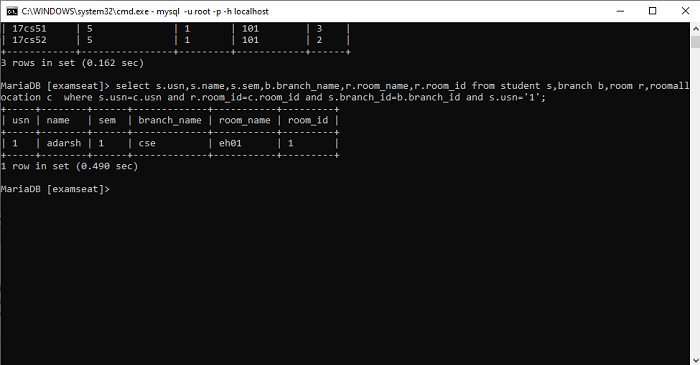 C:\WINDOWS\system32\cmd.exe - mysql -u root -p -h localhost
| 17cs51     | 5             | 1       | 101        | 3    |
| 17cs52     | 5             | 1       | 101        | 2    |
+------------+---------------+---------+------------+------+
3 rows in set (0.162 sec)
MariaDB [examseat]> select s.usn,s.name,s.sem,b.branch_name,r.room_name,r.room_id from student s,branch b,room r,roomall
ocation c  where s.usn=c.usn and r.room_id=c.room_id and s.branch_id=b.branch_id and s.usn='1';
+-----+--------+-----+-------------+-----------+---------+
| usn | name   | sem | branch_name | room_name | room_id |
+-----+--------+-----+-------------+-----------+---------+
| 1   | adarsh | 1   | cse         | eh01      | 1       |
+-----+--------+-----+-------------+-----------+---------+
1 row in set (0.490 sec)
MariaDB [examseat]>